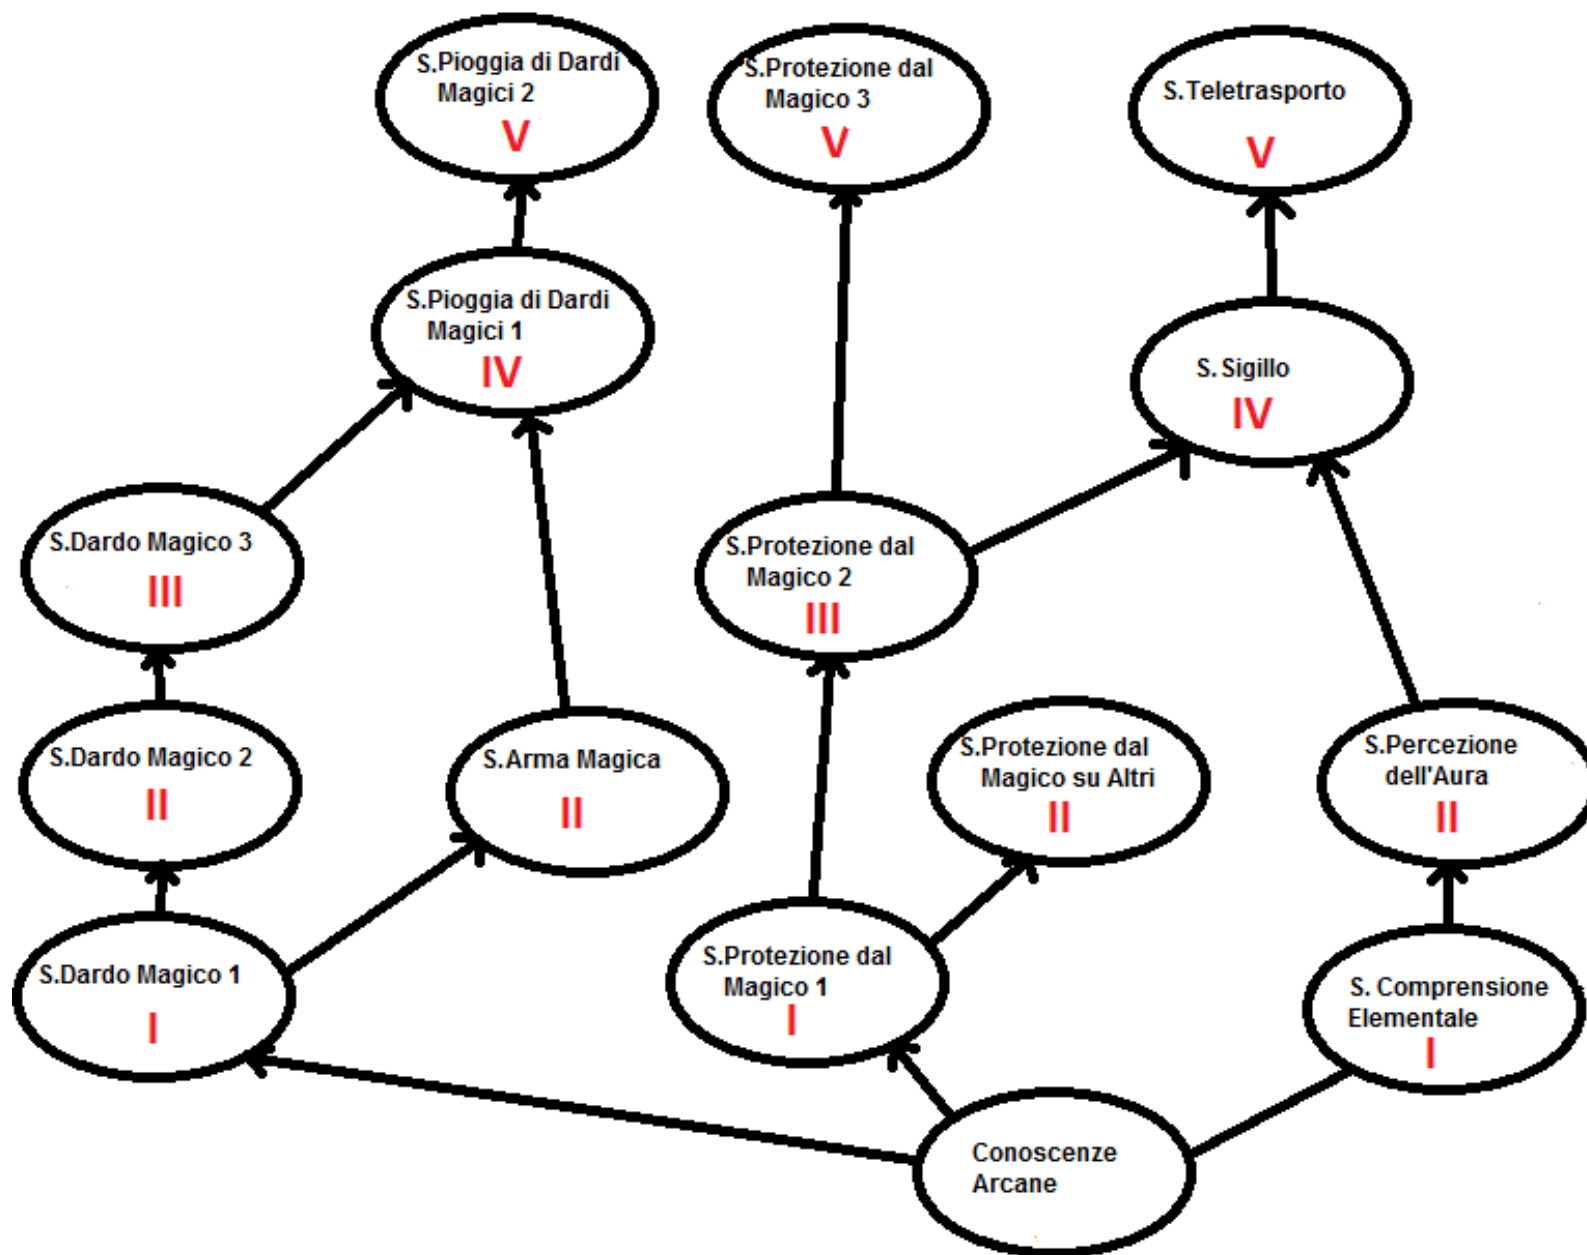 S.Pioggia di Dardi
Magici 2
V
S.Protezione dal
Magico 3
V
S.Teletrasporto
V
S.Pioggia di Dardi
Magici 1
IV
S. Sigillo
IV
S.Dardo Magico 3
III
S.Protezione dal
Magico 2
III
S.Dardo Magico 2
II
S.Arma Magica
II
S.Protezione dal
Magico su Altri
II
S.Percezione
dell'Aura
II
S.Dardo Magico 1
I
S.Protezione dal
Magico 1
I
S. Comprensione
Elementale
I
Conoscenze
Arcane